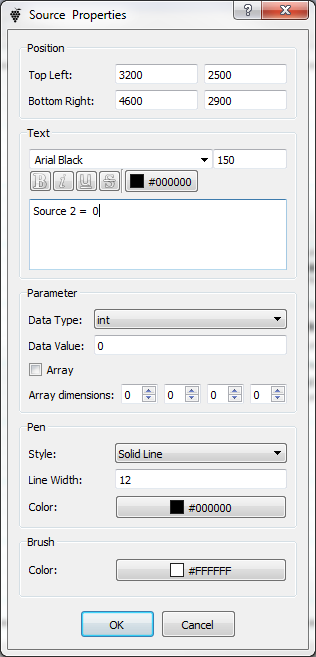 Source Properties
Position
Top Left: 3200 2500
Bottom Right: 4600 2900
Text
Arial Black 150
B i U S #000000
Source 2 = 0
Parameter
Data Type: int
Data Value: 0
Array
Array dimensions: 0 0 0 0
Pen
Style: Solid Line
Line Width: 12
Color: #000000
Brush
Color: #FFFFFF
OK Cancel